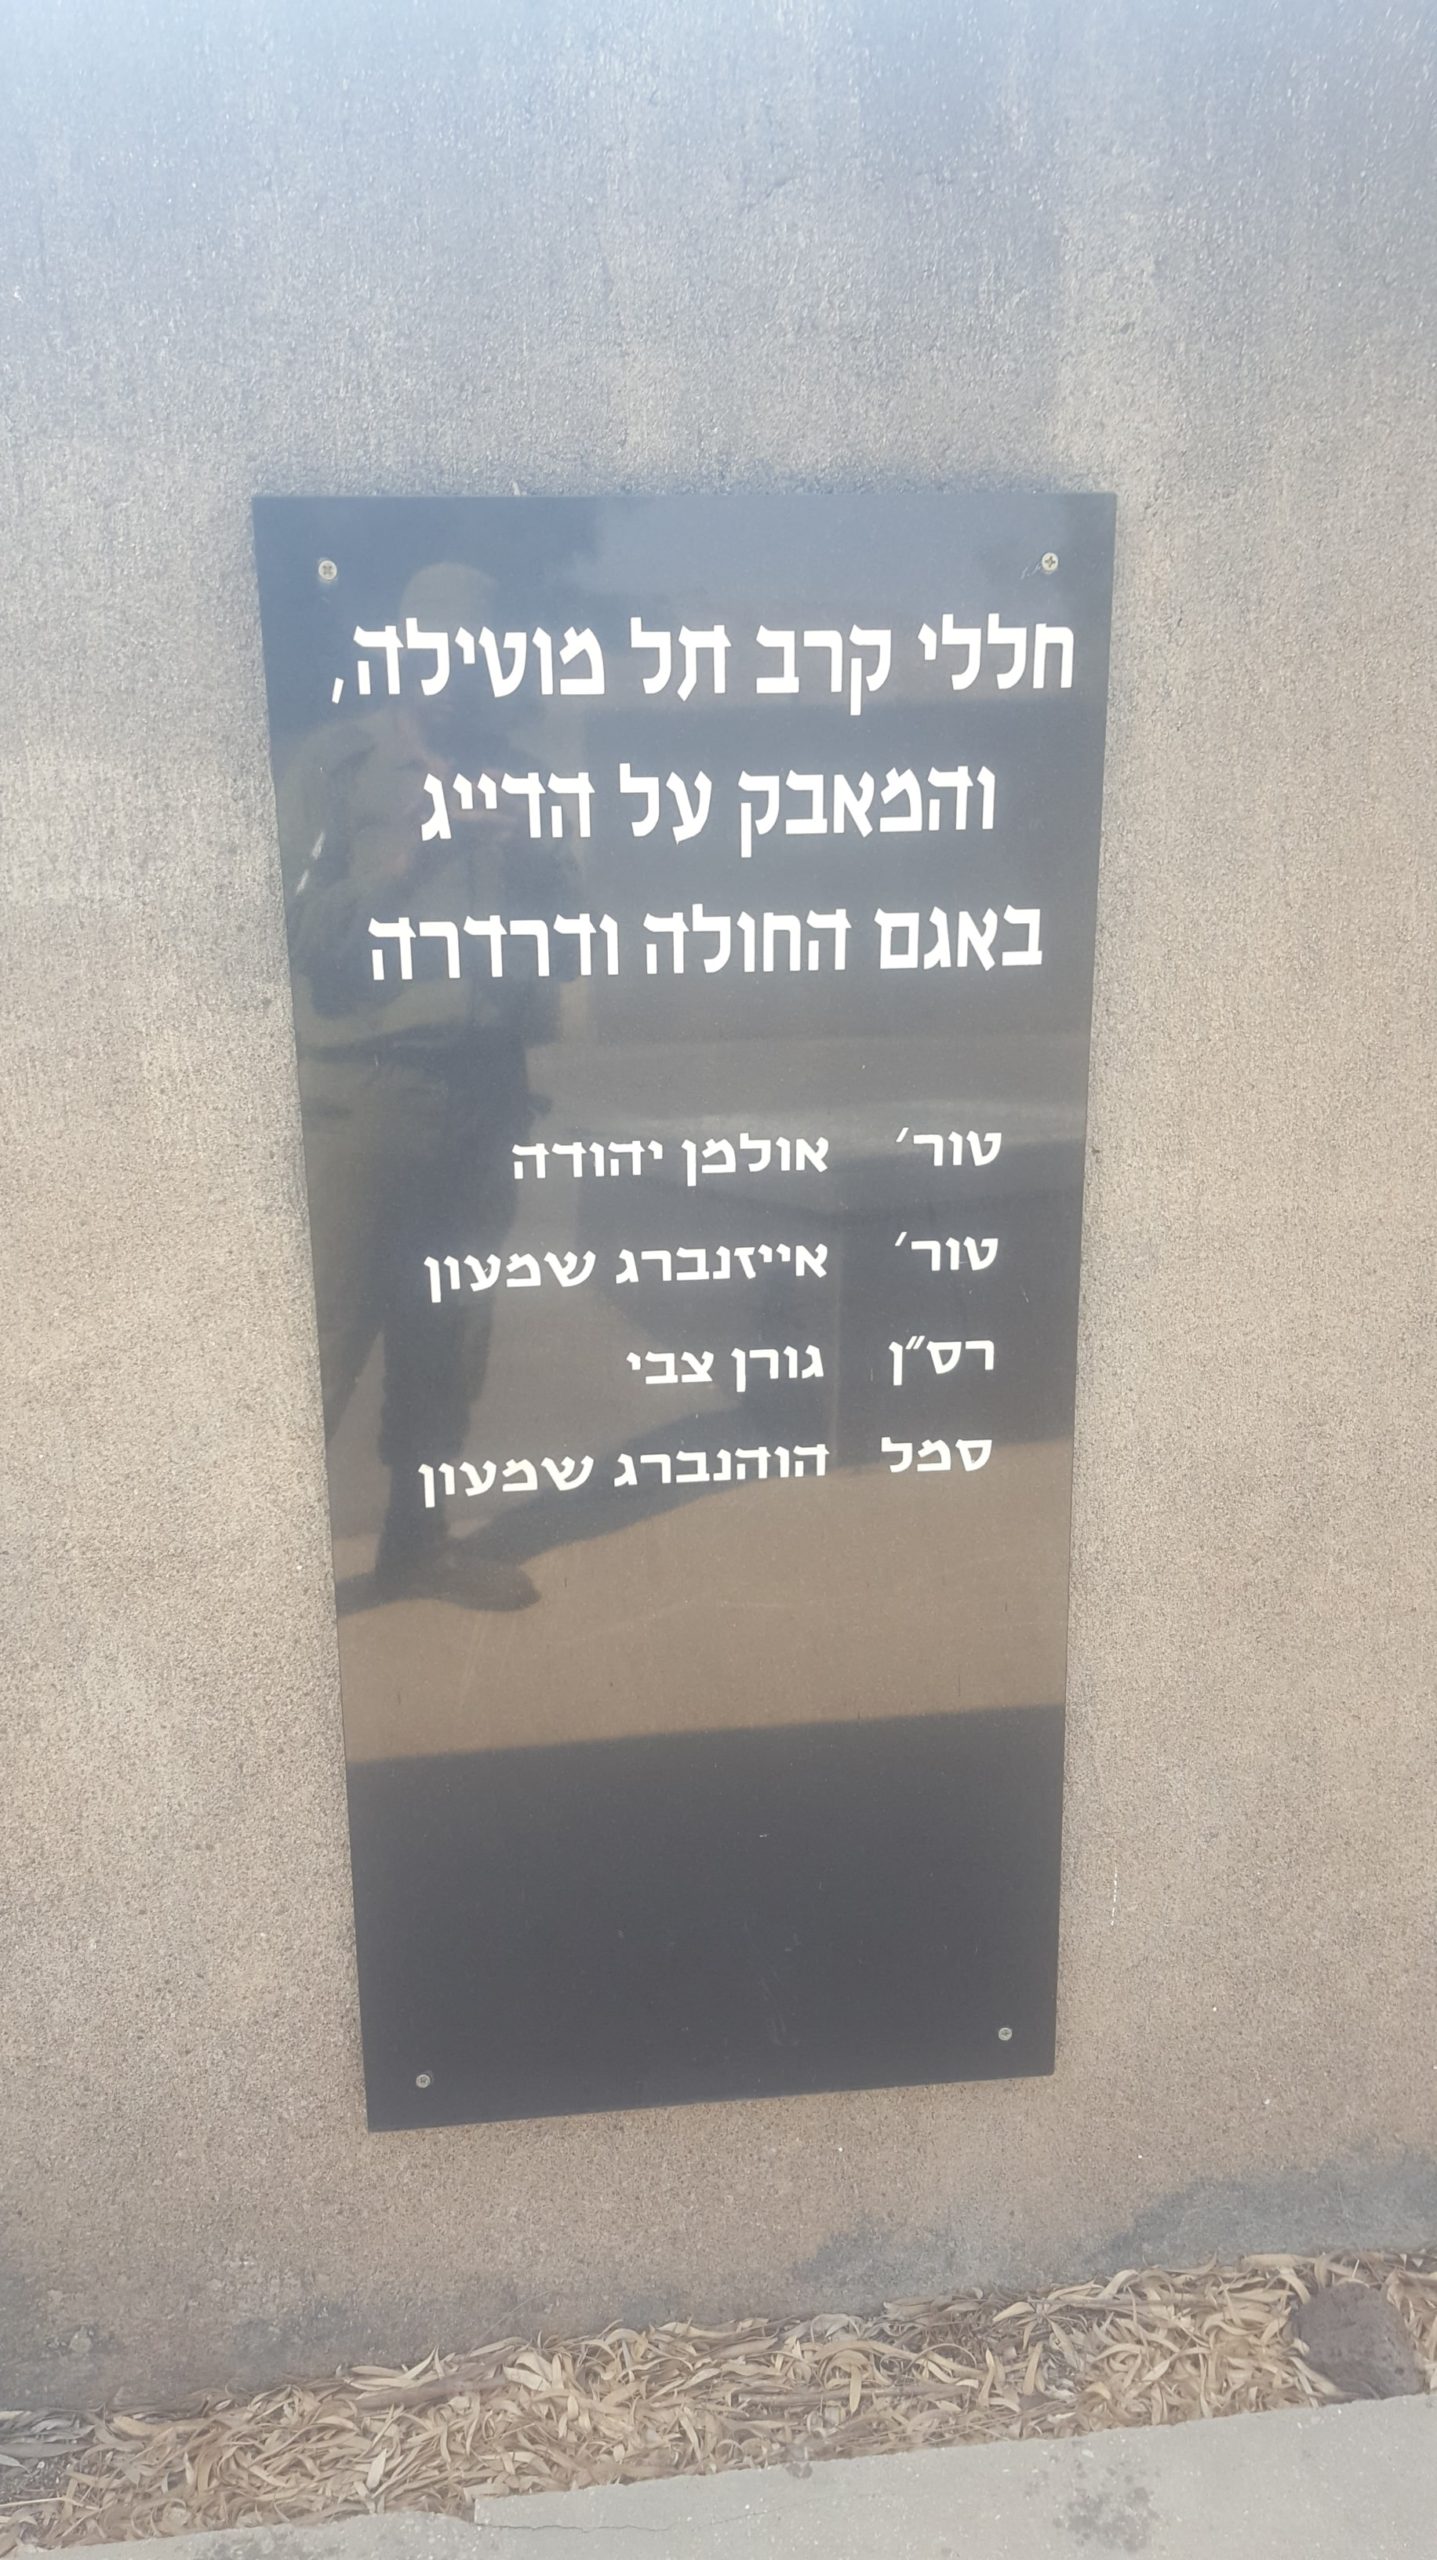 חללי קרב תל מוטילה,
והמאבק על הדייג
באגם החולה ודרדרה
טור׳ אולמן יהודה
טור׳ אייזנברג שמעון
רס״ן גורן צבי
סמל הוהנברג שמעון